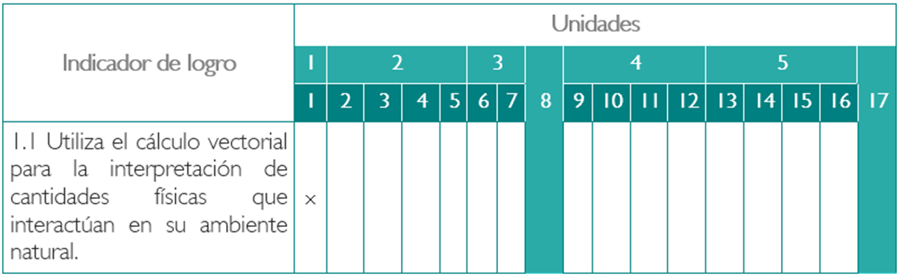 Unidades
Indicador de logro
1 2 3 4 5
1 2 3 4 5 6 7 8 9 10 11 12 13 14 15 16 17
1.1 Utiliza el cálculo vectorial
para la interpretación de
cantidades físicas que
interactúan en su ambiente
natural.
×